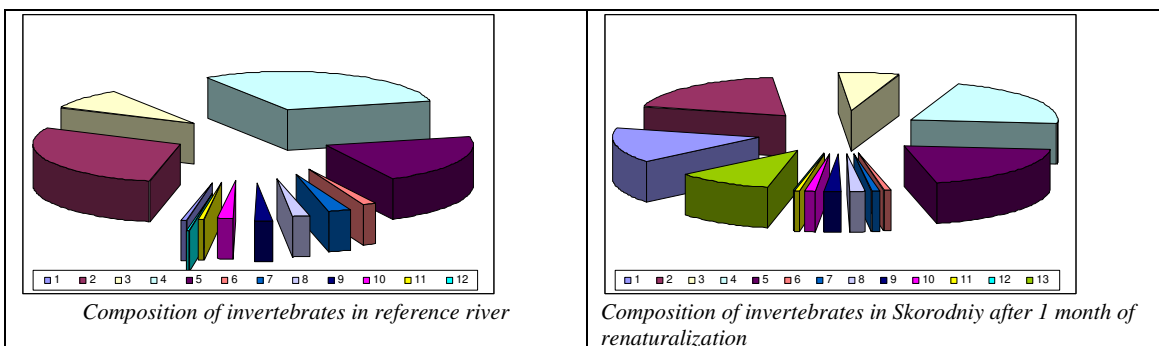 1 2 3 4 5 6 7 8 9 10 11 12
Composition of invertebrates in reference river
1 2 3 4 5 6 7 8 9 10 11 12 13
Composition of invertebrates in Skorodniy after 1 month of
renaturalization